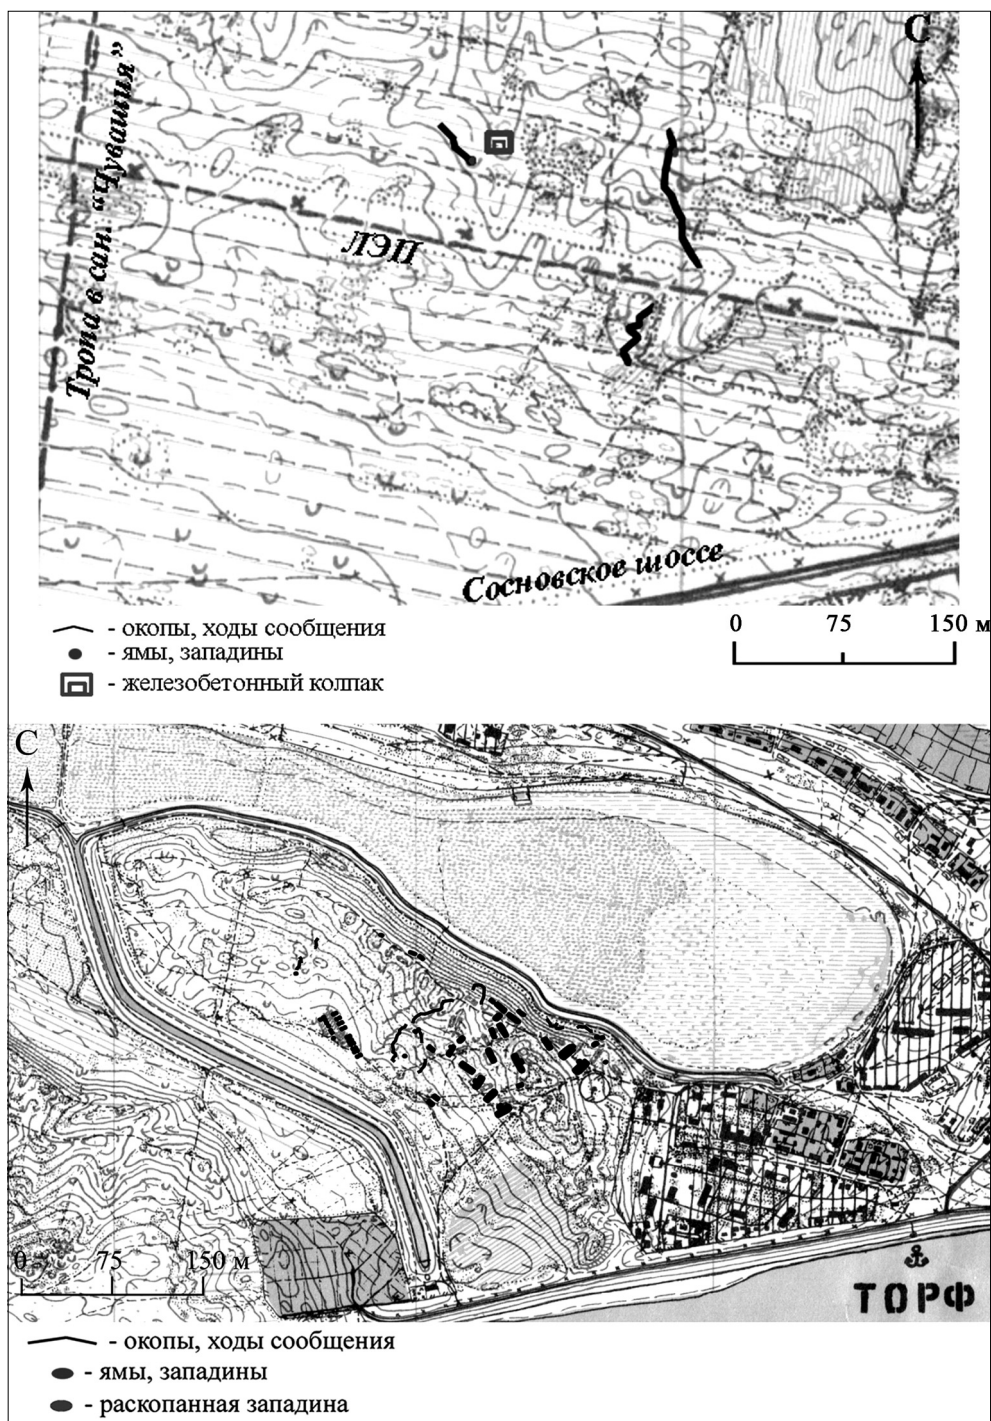 С
Тропа в сан. “Чувашия”
ЛЭП
Сосновское шоссе
- окопы, ходы сообщения
- ямы, западины
- железобетонный колпак
0 75 150 м
С
0 75 150 м
ТОРФ
- окопы, ходы сообщения
- ямы, западины
- раскопанная западина